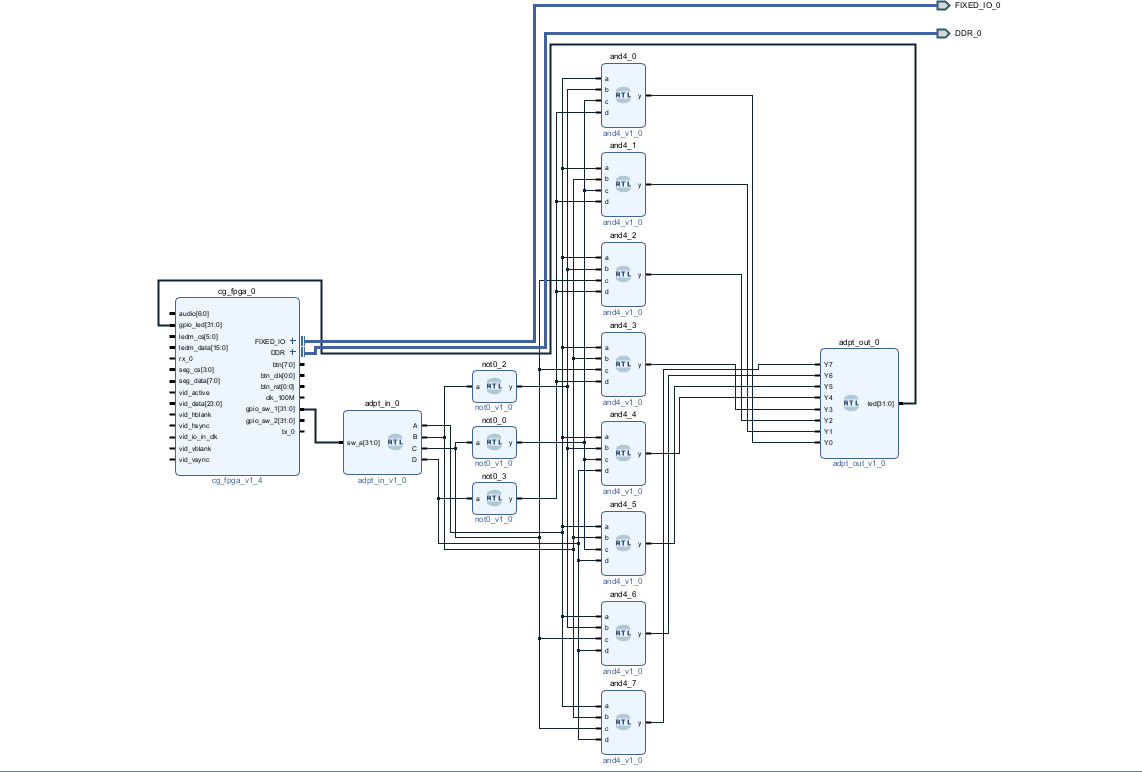 FIXED_IO_0
DDR_0
and4_0
a
b
c
d
RTL
y
and4_v1_0
and4_1
a
b
c
d
RTL
y
and4_v1_0
and4_2
a
b
c
d
RTL
y
and4_v1_0
and4_3
a
b
c
d
RTL
y
and4_v1_0
and4_4
a
b
c
d
RTL
y
and4_v1_0
and4_5
a
b
c
d
RTL
y
and4_v1_0
and4_6
a
b
c
d
RTL
y
and4_v1_0
and4_7
a
b
c
d
RTL
y
and4_v1_0
cg_fpga_0
audio[6:0]
gpio_led[31:0]
ledm_cs[5:0]
ledm_data[15:0]
rx_0
seg_cs[3:0]
seg_data[7:0]
vid_active
vid_data[23:0]
vid_hblank
vid_hsync
vid_io_in_clk
vid_vblank
vid_vsync
FIXED_IO
DDR
btn[7:0]
btn_clk[0:0]
btn_rst[0:0]
clk_100M
gpio_sw_1[31:0]
gpio_sw_2[31:0]
tx_0
cg_fpga_v1_4
adpt_in_0
sw_a[31:0]
RTL
A
B
C
D
adpt_in_v1_0
not0_2
a
RTL
y
not0_v1_0
not0_0
a
RTL
y
not0_v1_0
not0_3
a
RTL
y
not0_v1_0
adpt_out_0
Y7
Y6
Y5
Y4
Y3
Y2
Y1
Y0
RTL
led[31:0]
adpt_out_v1_0